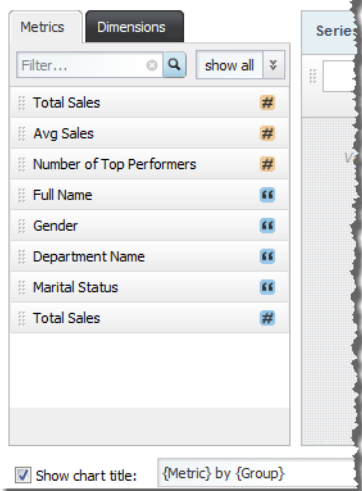 Metrics Dimensions
Series
Filter... show all
Total Sales #
Avg Sales #
Number of Top Performers #
Full Name “
Gender “
Department Name “
Marital Status “
Total Sales #
Show chart title: {Metric} by {Group}